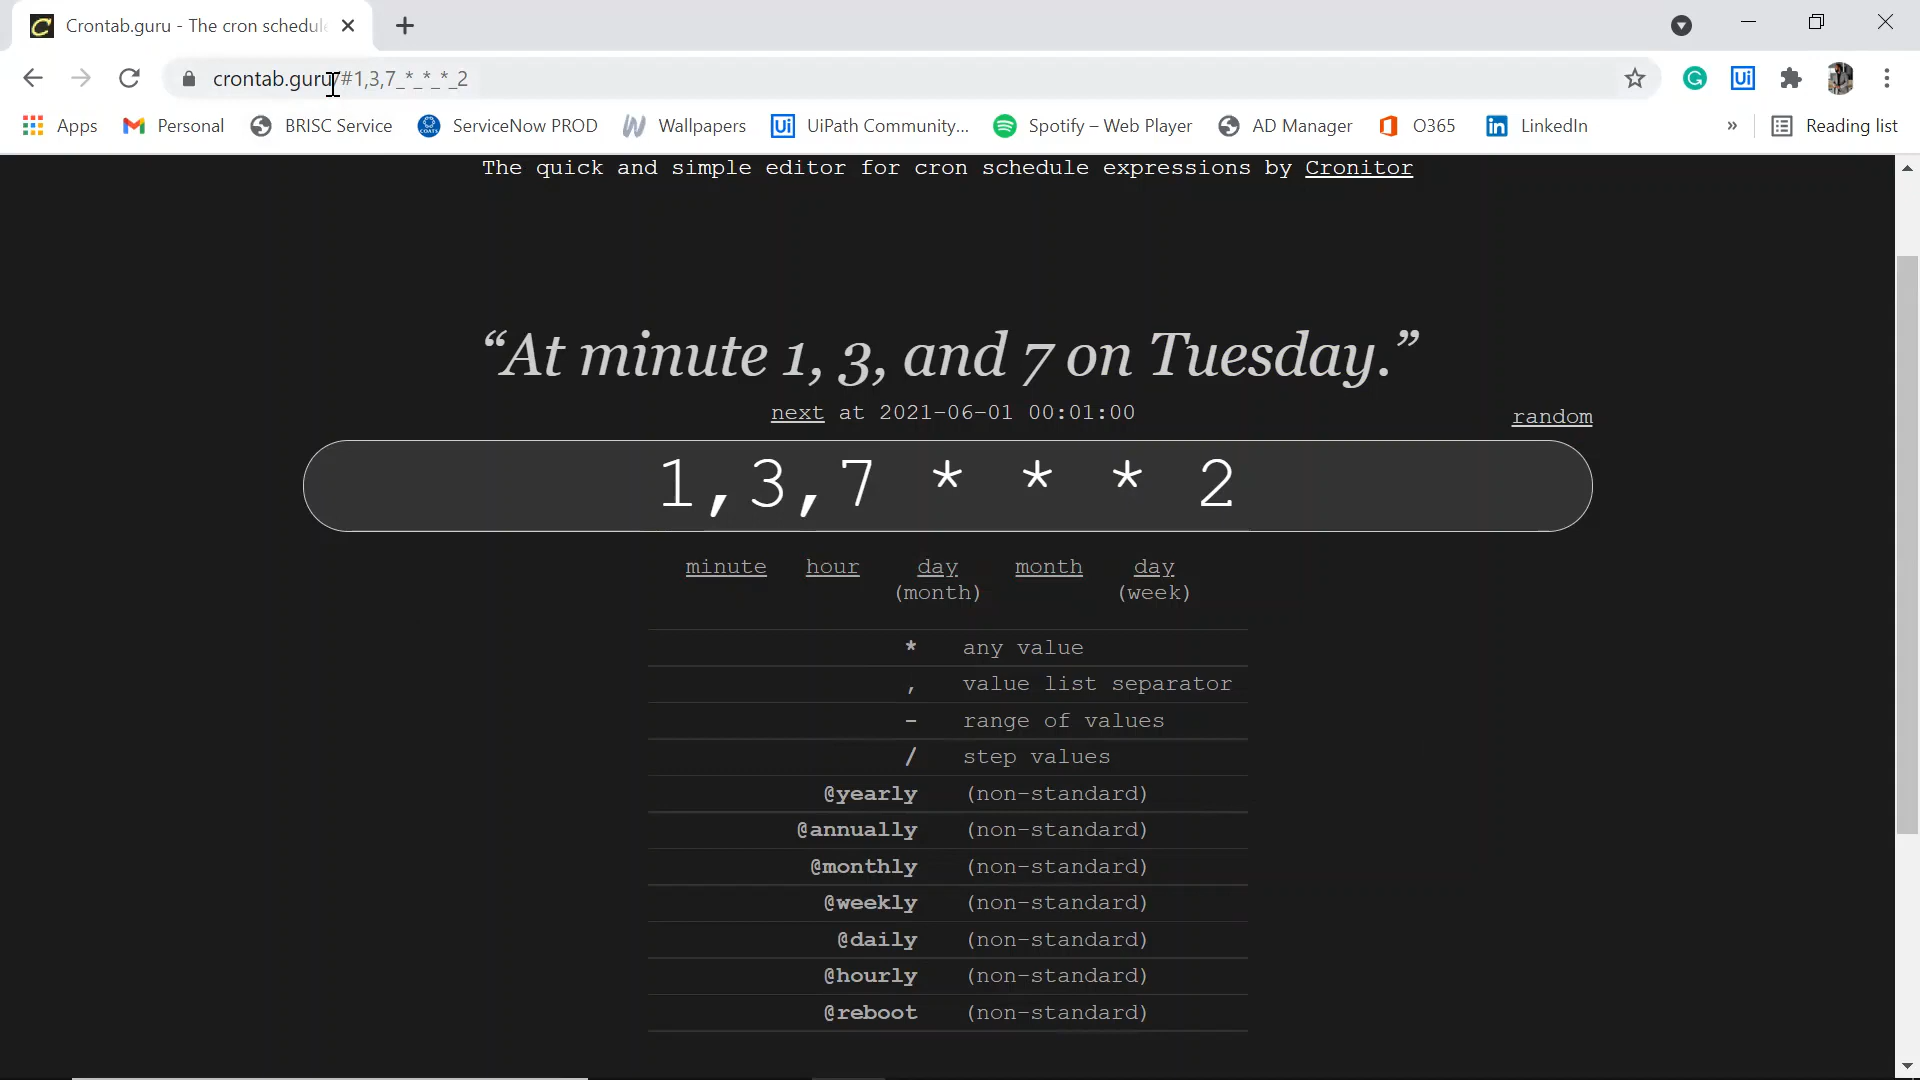 Crontab.guru - The cron schedule
crontab.guru/#1,3,7_*_*_*_2
Apps Personal BRISC Service ServiceNow PROD Wallpapers Ui UiPath Community... Spotify – Web Player AD Manager O365 LinkedIn » Reading list
The quick and simple editor for cron schedule expressions by Cronitor
“At minute 1, 3, and 7 on Tuesday.”
next at 2021-06-01 00:01:00
random
1,3,7 * * * 2
minute hour day month day
(month) (week)
* any value
, value list separator
- range of values
/ step values
@yearly (non-standard)
@annually (non-standard)
@monthly (non-standard)
@weekly (non-standard)
@daily (non-standard)
@hourly (non-standard)
@reboot (non-standard)